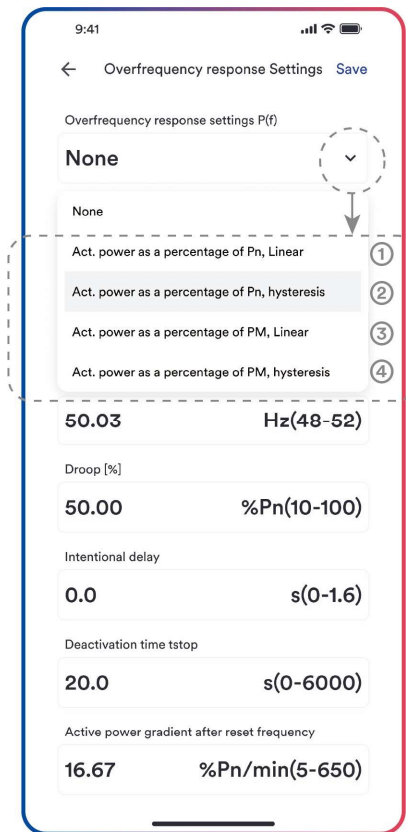 9:41
Overfrequency response Settings Save
Overfrequency response settings P(f)
None
None
Act. power as a percentage of Pn, Linear ①
Act. power as a percentage of Pn, hysteresis ②
Act. power as a percentage of PM, Linear ③
Act. power as a percentage of PM, hysteresis ④
50.03 Hz(48-52)
Droop [%]
50.00 %Pn(10-100)
Intentional delay
0.0 s(0-1.6)
Deactivation time tstop
20.0 s(0-6000)
Active power gradient after reset frequency
16.67 %Pn/min(5-650)